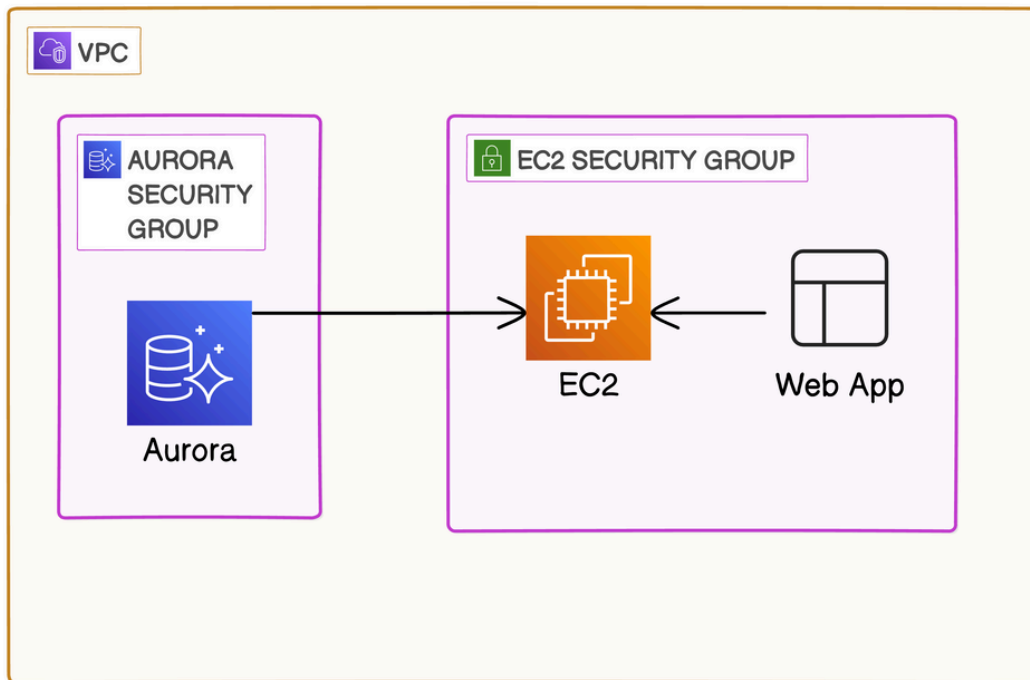 VPC
AURORA
SECURITY
GROUP
EC2 SECURITY GROUP
Aurora
EC2
Web App